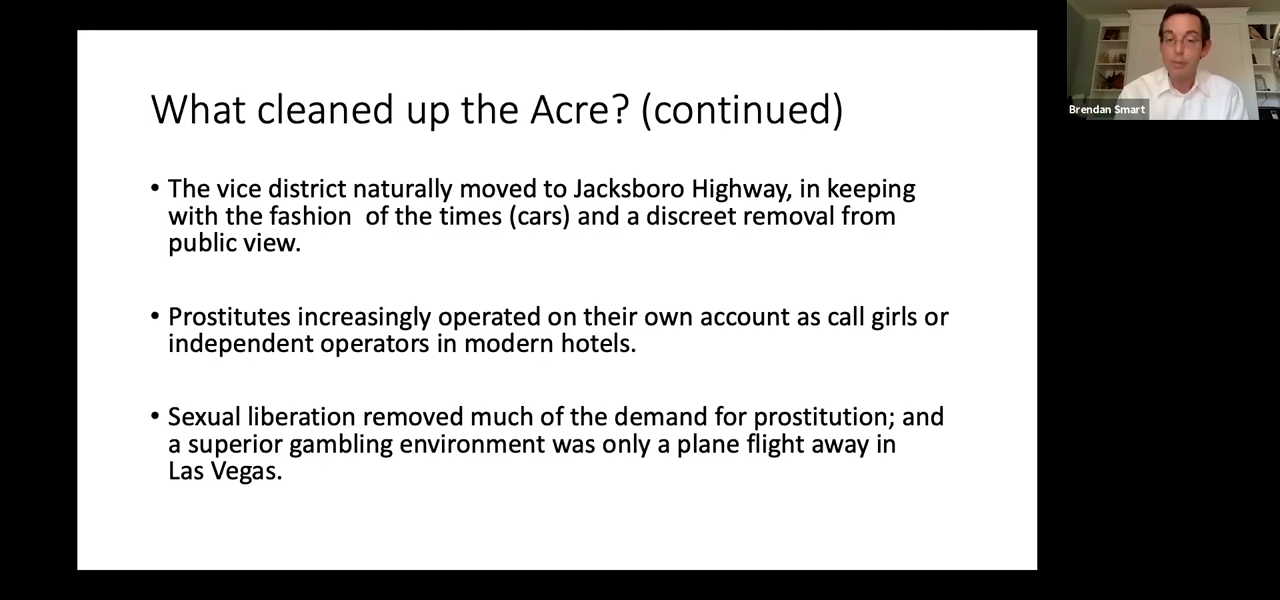 What cleaned up the Acre? (continued)
• The vice district naturally moved to Jacksboro Highway, in keeping
with the fashion  of the times (cars) and a discreet removal from
public view.
• Prostitutes increasingly operated on their own account as call girls or
independent operators in modern hotels.
• Sexual liberation removed much of the demand for prostitution; and
a superior gambling environment was only a plane flight away in
Las Vegas.
Brendan Smart